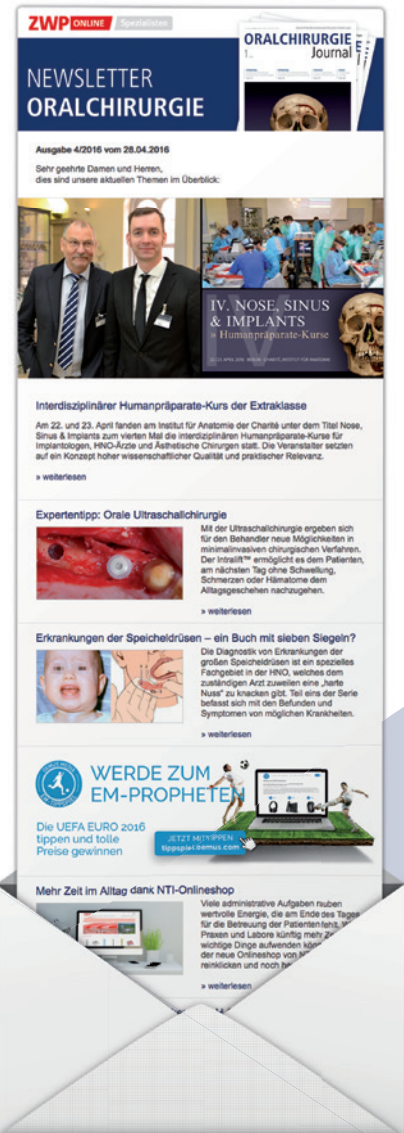 ZWP ONLINE Spezialisten
ORALCHIRURGIE
Journal
NEWSLETTER
ORALCHIRURGIE
Ausgabe 4/2016 vom 28.04.2016
Sehr geehrte Damen und Herren,
dies sind unsere aktuellen Themen im Überblick:
IV. NOSE, SINUS
& IMPLANTS
» Humanpräparate-Kurse
Interdisziplinärer Humanpräparate-Kurs der Extraklasse
Am 22. und 23. April fanden am Institut für Anatomie der Charité unter dem Titel Nose,
Sinus & Implants zum vierten Mal die interdiziplinären Humanpräparate-Kurse für
Implantologen, HNO-Ärzte und Ästhetische Chirurgen statt. Die Veranstalter setzten
auf ein Konzept hoher wissenschaftlicher Qualität und praktischer Relevanz.
» weiterlesen
Expertentipp: Orale Ultraschallchirurgie
Mit der Ultraschallchirurgie ergeben sich
für den Behandler neue Möglichkeiten in
minimalinvasiven chirurgischen Verfahren.
Der Intralift™ ermöglicht es dem Patienten,
am nächsten Tag ohne Schwellung,
Schmerzen oder Hämatome dem
Alltagsgeschehen nachzugehen.
» weiterlesen
Erkrankungen der Speicheldrüsen – ein Buch mit sieben Siegeln?
Die Diagnostik von Erkrankungen der
großen Speicheldrüsen ist ein spezielles
Fachgebiet in der HNO, welches dem
zuständigen Arzt zuweilen eine „harte
Nuss“ zu knacken gibt. Teil eins der Serie
befasst sich mit den Befunden und
Symptomen von möglichen Krankheiten.
» weiterlesen
WERDE ZUM
EM-PROPHETEN
Die UEFA EURO 2016
tippen und tolle
Preise gewinnen
JETZT MITTIPPEN
tippspiel.bemus.com
Mehr Zeit im Alltag dank NTI-Onlineshop
Viele administrative Aufgaben rauben
wertvolle Energie, die am Ende des Tages
für die Betreuung der Patienten fehlt.
Praxen und Labore künftig mehr
wichtige Dinge aufwenden
der neue Onlineshop von
reinklicken und noch
» weiterlesen